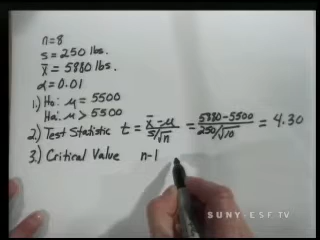 n=8
s=250 lbs.
x̄ = 5880 lbs.
α=0.01
1.) Ho: μ = 5500
Ha: μ > 5500
2.) Test Statistic t = (x̄-μ)/(s/√n) = (5880-5500)/(250/√10) = 4.30
3.) Critical Value n-1
SUNY-ESF TV